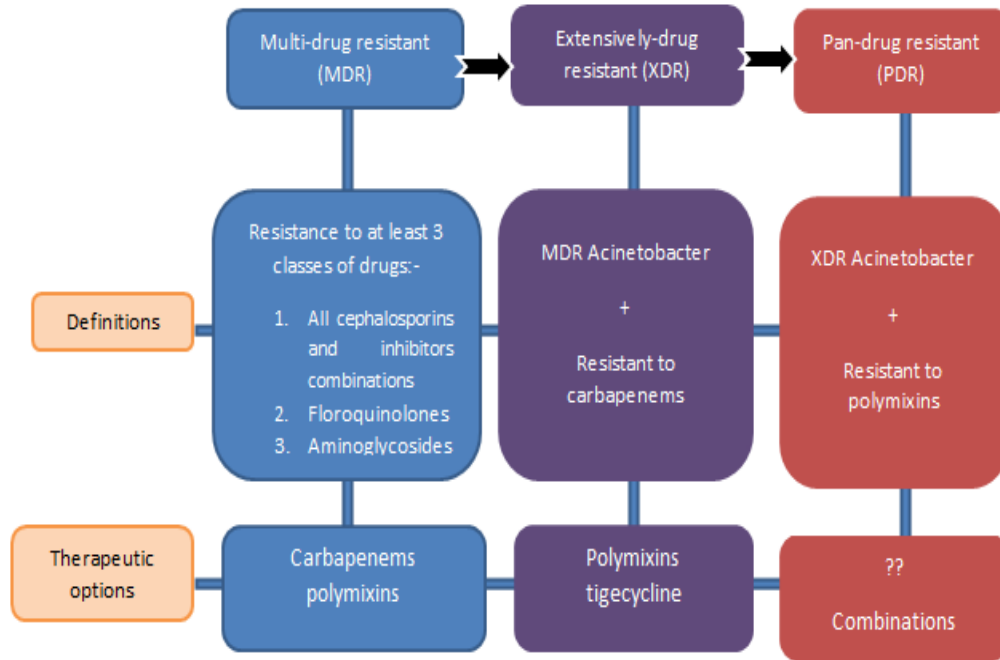 Multi-drug resistant
(MDR)
Extensively-drug
resistant (XDR)
Pan-drug resistant
(PDR)
Definitions
Resistance to at least 3
classes of drugs:-
1. All cephalosporins
and inhibitors
combinations
2. Floroquinolones
3. Aminoglycosides
MDR Acinetobacter
+
Resistant to
carbapenems
XDR Acinetobacter
+
Resistant to
polymixins
Therapeutic
options
Carbapenems
polymixins
Polymixins
tigecycline
??
Combinations